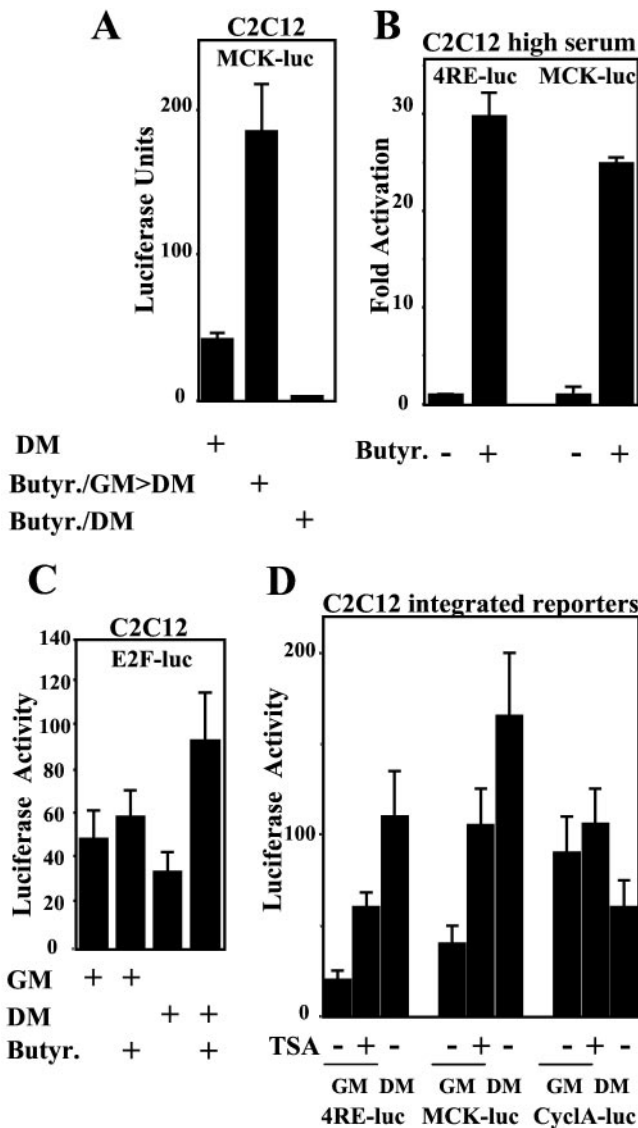 A
C2C12
MCK-luc
Luciferase Units
200
100
0
DM +
Butyr./GM>DM +
Butyr./DM +
B
C2C12 high serum
4RE-luc MCK-luc
Fold Activation
30
20
10
0
Butyr. - + - +
C
C2C12
E2F-luc
Luciferase Activity
140
120
100
80
60
40
20
0
GM + +
DM + +
Butyr. + +
D
C2C12 integrated reporters
Luciferase Activity
200
100
0
TSA - + - - + - - + -
GM DM GM DM GM DM
4RE-luc MCK-luc CyclA-luc